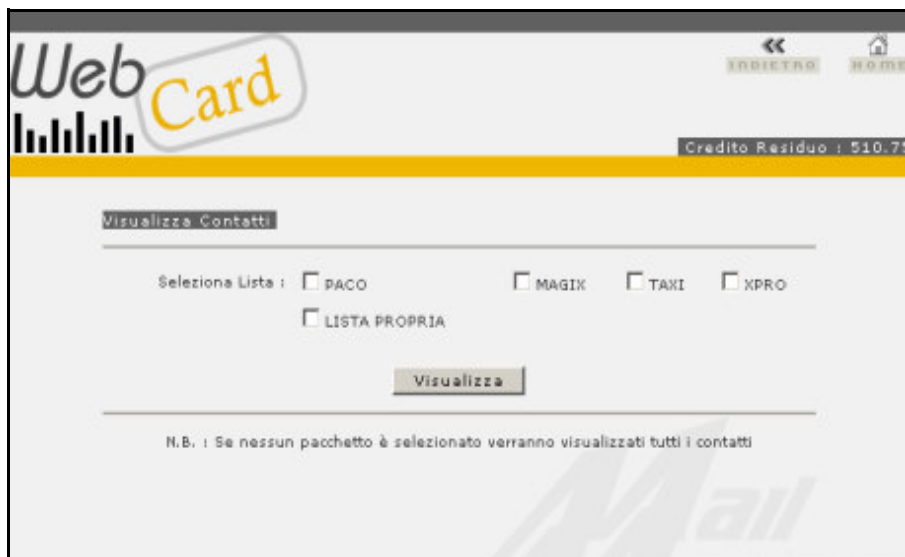 Web Card
INDIETRO HOME
Credito Residuo : 510.75
Visualizza Contatti
Seleziona Lista : PACO MAGIX TAXI XPRO
LISTA PROPRIA
Visualizza
N.B. : Se nessun pacchetto è selezionato verranno visualizzati tutti i contatti
Mail